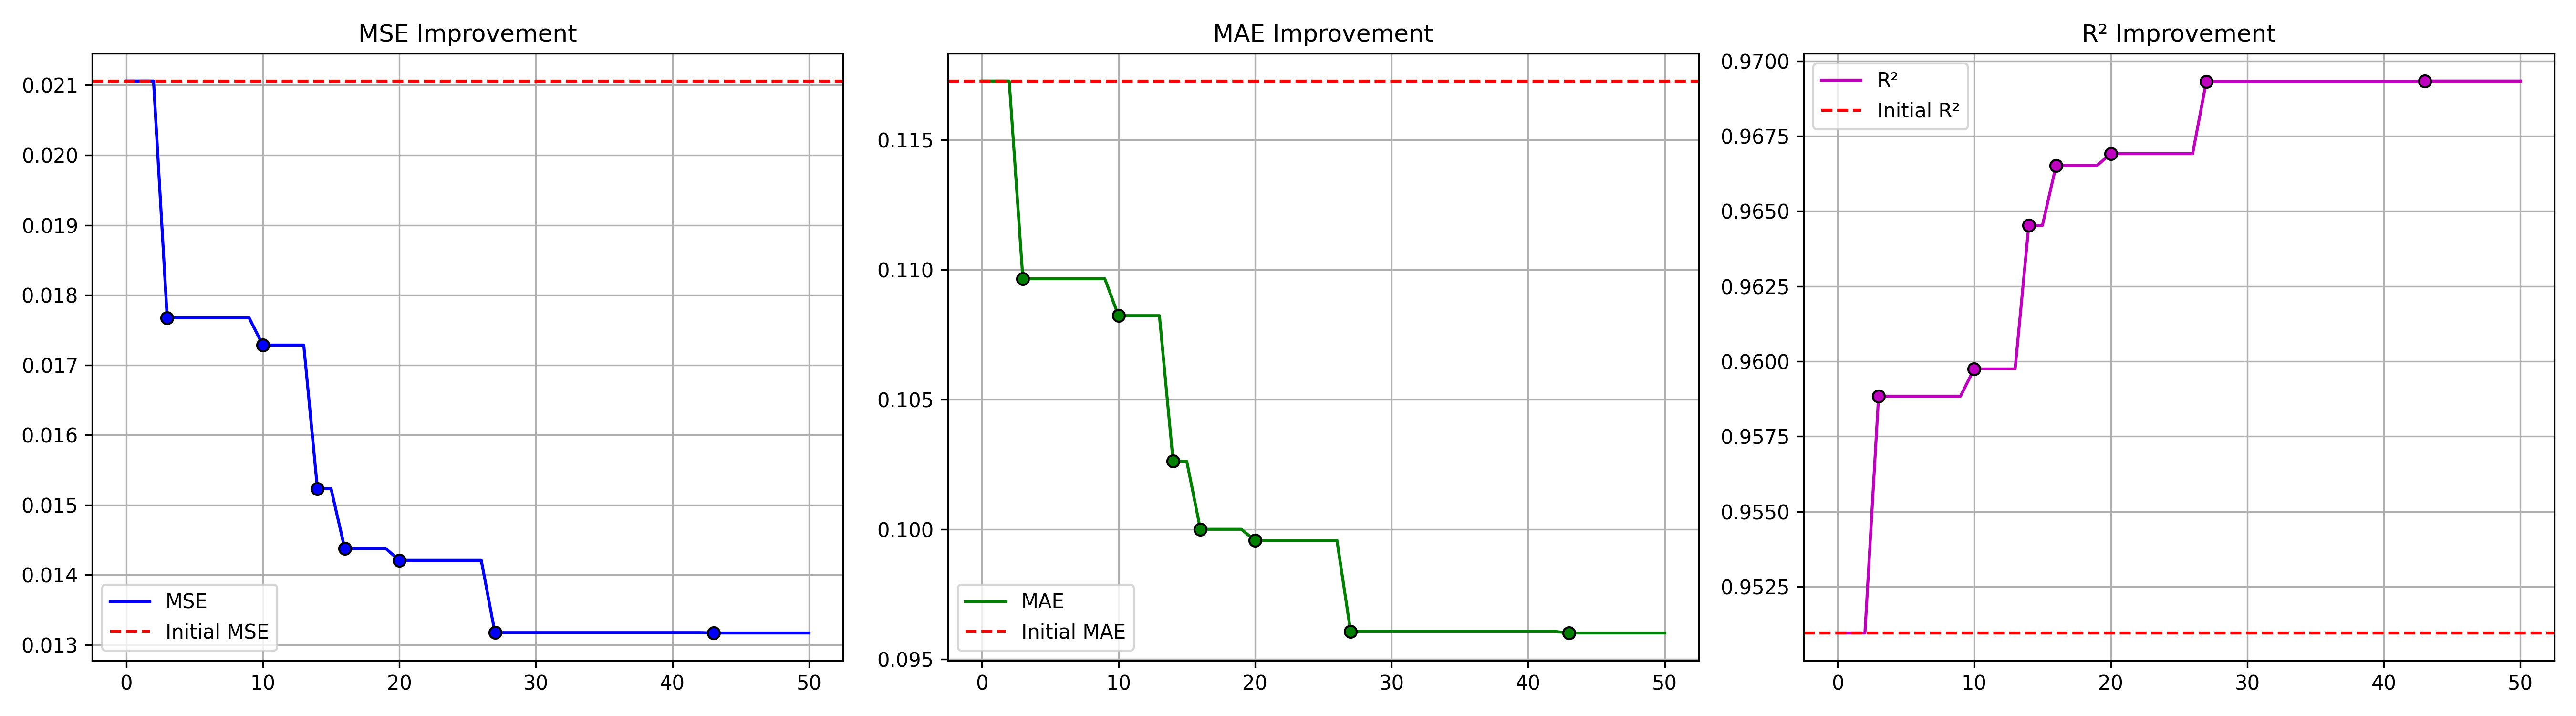 MSE Improvement
0.021
0.020
0.019
0.018
0.017
0.016
0.015
0.014
0.013
MSE
Initial MSE
0 10 20 30 40 50
MAE Improvement
0.115
0.110
0.105
0.100
0.095
MAE
Initial MAE
0 10 20 30 40 50
R² Improvement
0.9700
0.9675
0.9650
0.9625
0.9600
0.9575
0.9550
0.9525
R²
Initial R²
0 10 20 30 40 50